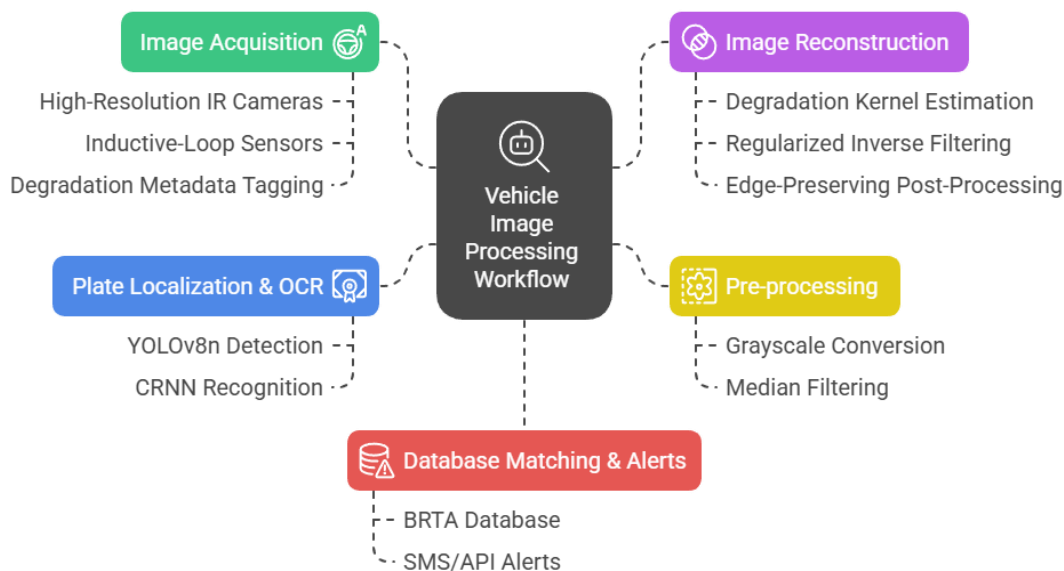 Image Acquisition
A
High-Resolution IR Cameras
Inductive-Loop Sensors
Degradation Metadata Tagging
Image Reconstruction
Degradation Kernel Estimation
Regularized Inverse Filtering
Edge-Preserving Post-Processing
Vehicle
Image
Processing
Workflow
Plate Localization & OCR
YOLOv8n Detection
CRNN Recognition
Pre-processing
Grayscale Conversion
Median Filtering
Database Matching & Alerts
BRTA Database
SMS/API Alerts